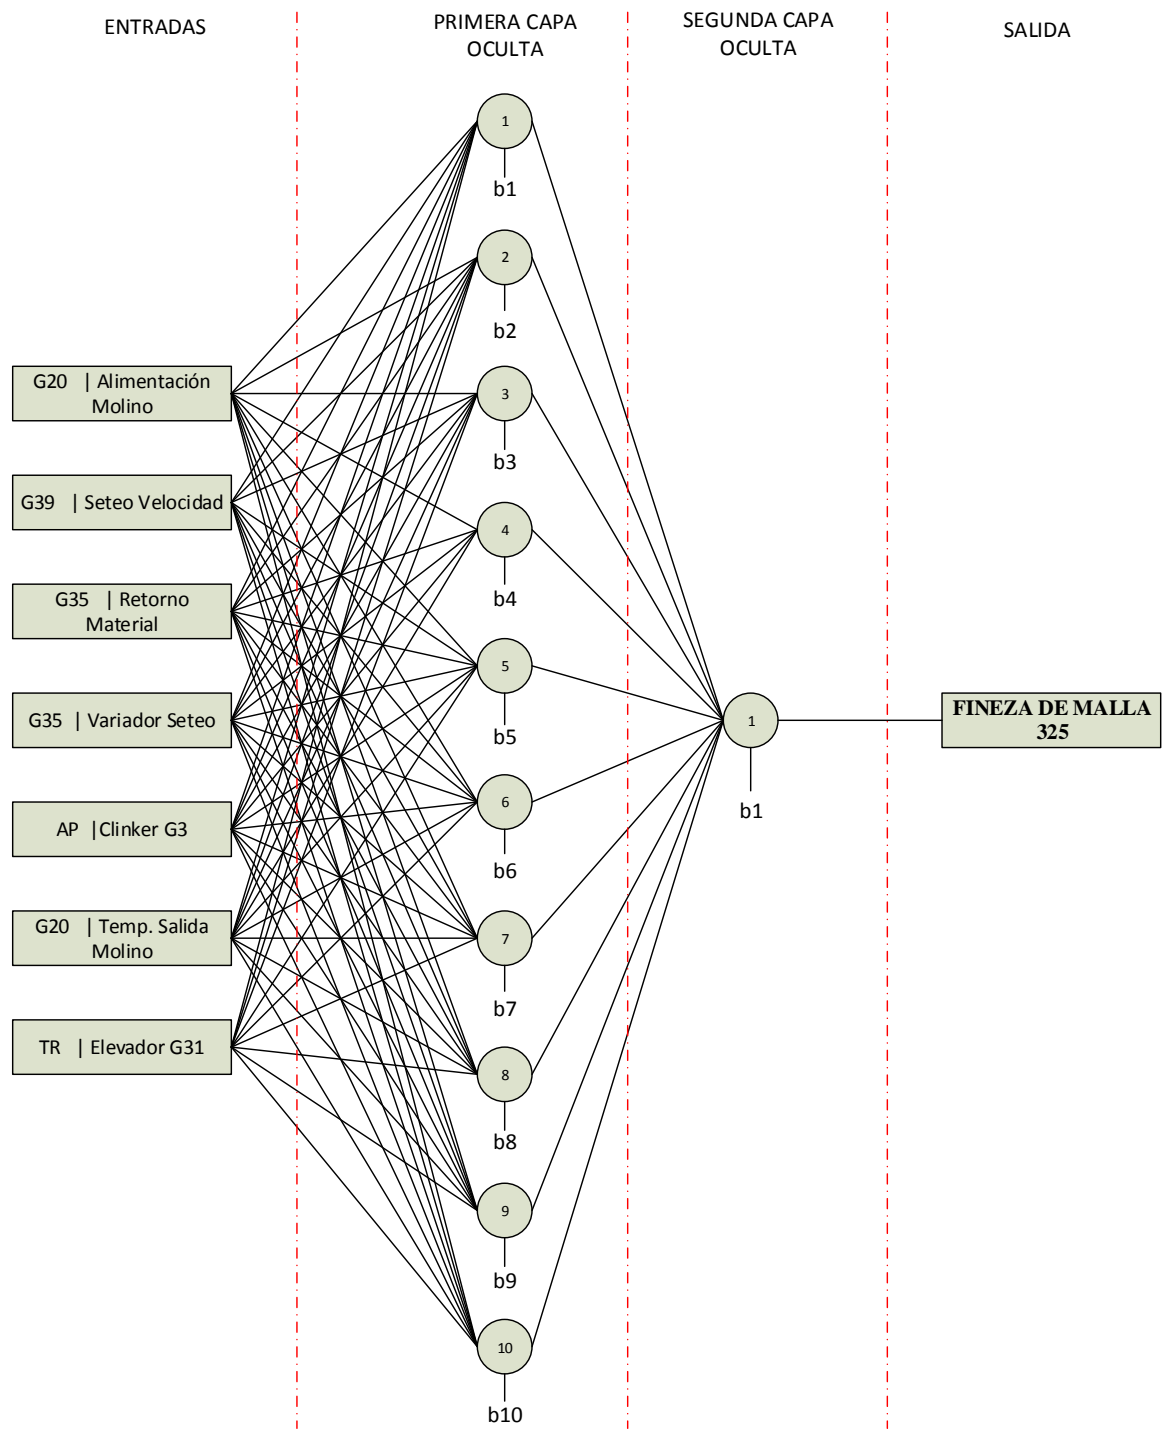 ENTRADAS
PRIMERA CAPA
OCULTA
SEGUNDA CAPA
OCULTA
SALIDA
1
b1
2
b2
G20 | Alimentación
Molino
3
b3
G39 | Seteo Velocidad
4
b4
G35 | Retorno
Material
5
b5
G35 | Variador Seteo
1
b1
FINEZA DE MALLA
325
6
b6
AP |Clinker G3
7
b7
G20 | Temp. Salida
Molino
8
b8
TR | Elevador G31
9
b9
10
b10